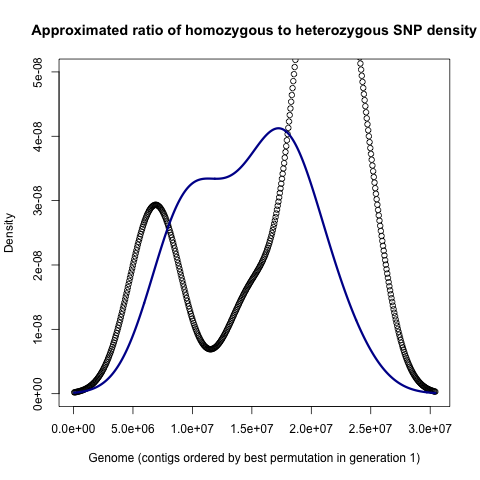 Approximated ratio of homozygous to heterozygous SNP density
5e-08
4e-08
3e-08
2e-08
1e-08
0e+00
Density
0.0e+00 5.0e+06 1.0e+07 1.5e+07 2.0e+07 2.5e+07 3.0e+07
Genome (contigs ordered by best permutation in generation 1)